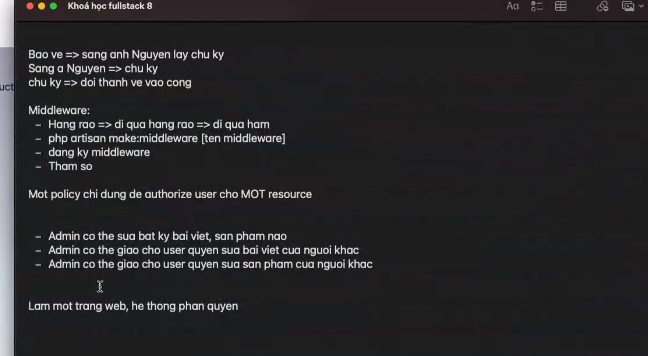 Khoá học fullstack 8
Aa
uct
Bao ve => sang anh Nguyen lay chu ky
Sang a Nguyen => chu ky
chu ky => doi thanh ve vao cong
Middleware:
– Hang rao => di qua hang rao => di qua ham
– php artisan make:middleware [ten middleware]
– dang ky middleware
– Tham so
Mot policy chi dung de authorize user cho MOT resource
– Admin co the sua bat ky bai viet, san pham nao
– Admin co the giao cho user quyen sua bai viet cua nguoi khac
– Admin co the giao cho user quyen sua san pham cua nguoi khac
Lam mot trang web, he thong phan quyen